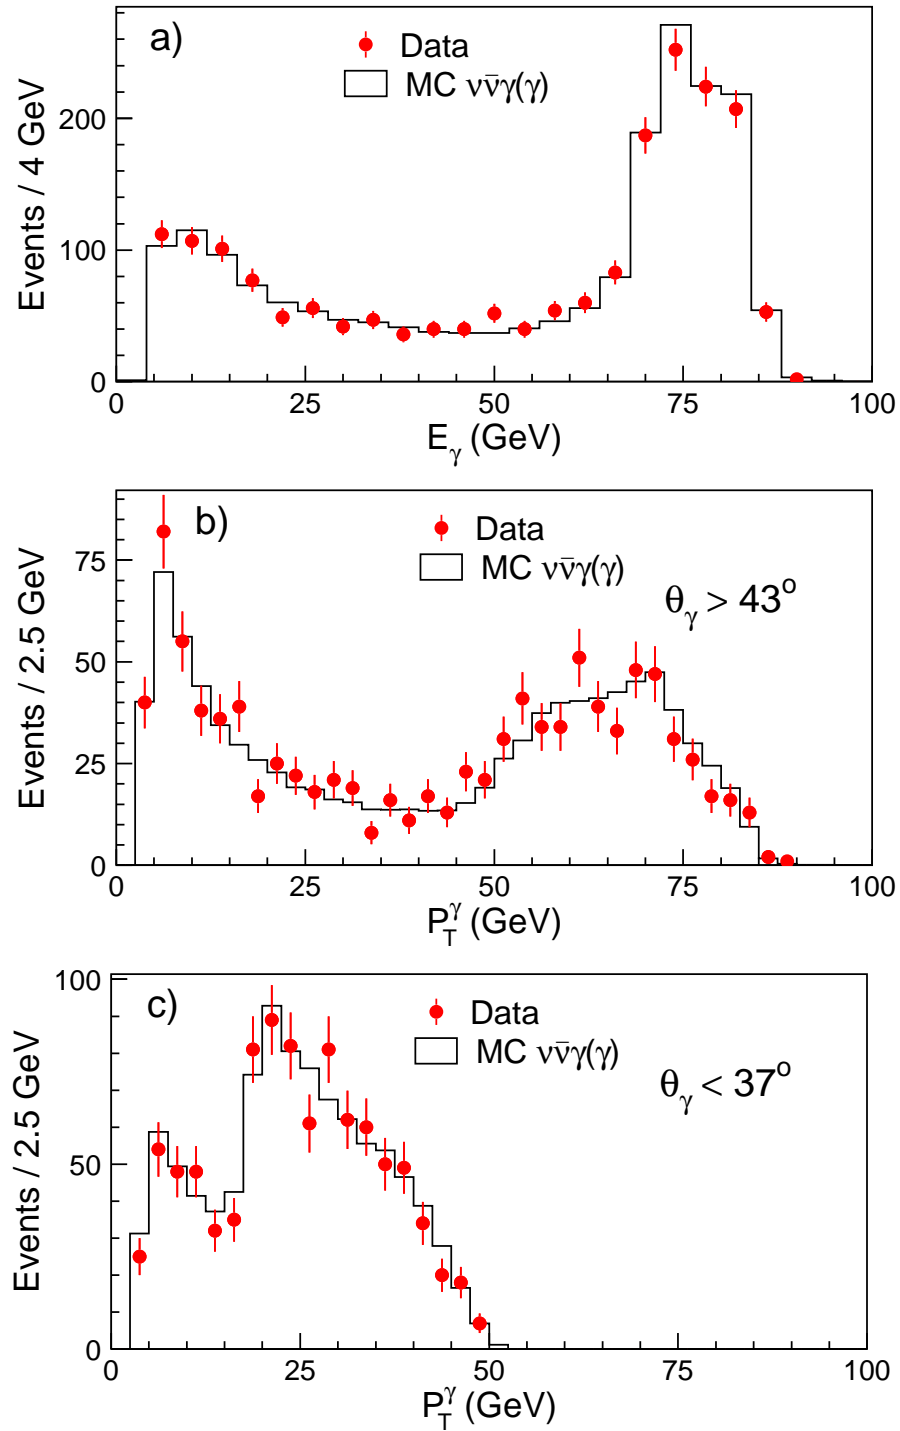 a)
Data
MC νν̄γ(γ)
Events / 4 GeV
200
100
0
0 25 50 75 100
E_γ (GeV)
b)
Data
MC νν̄γ(γ)
θ_γ > 43°
Events / 2.5 GeV
75
50
25
0
0 25 50 75 100
P_T^γ (GeV)
c)
Data
MC νν̄γ(γ)
θ_γ < 37°
Events / 2.5 GeV
100
50
0
0 25 50 75 100
P_T^γ (GeV)